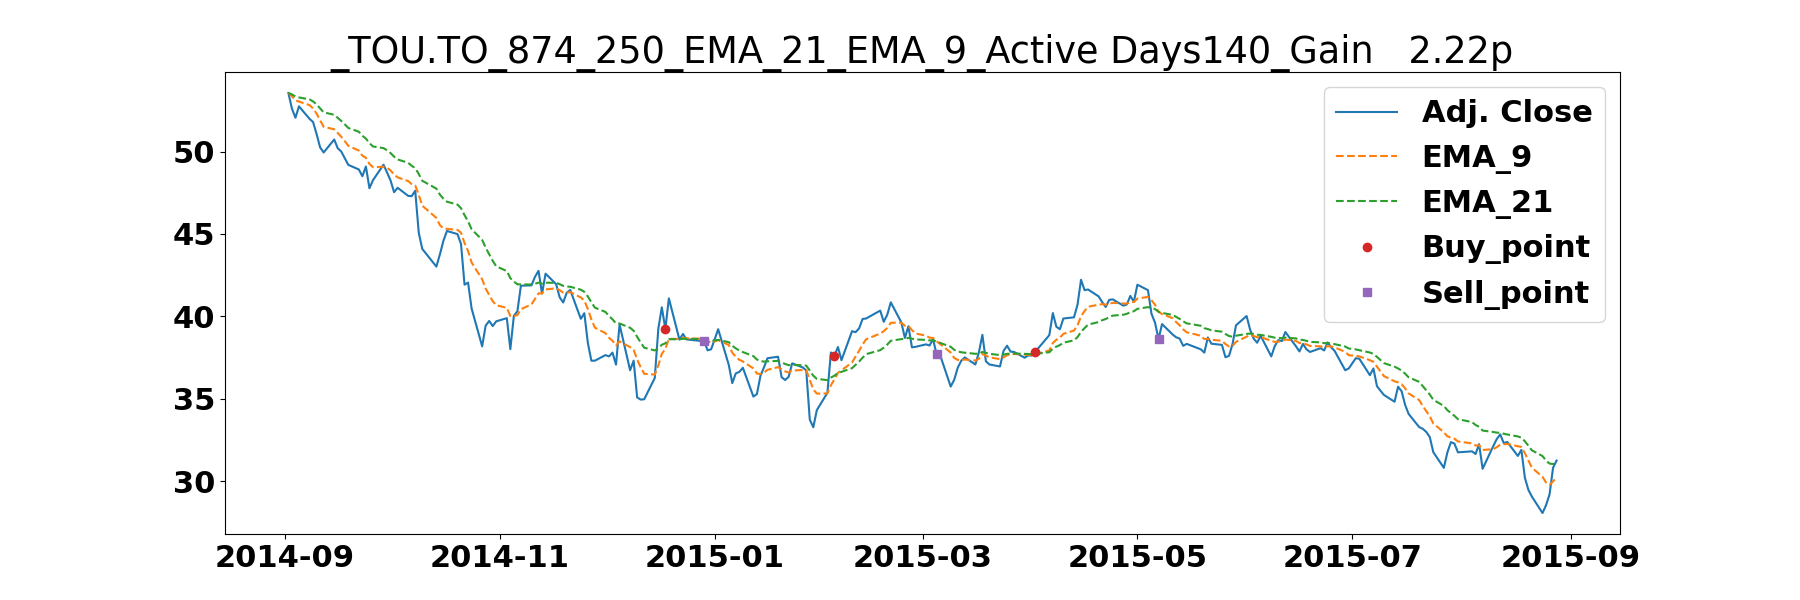 _TOU.TO_874_250_EMA_21_EMA_9_Active Days140_Gain   2.22p
Adj. Close
EMA_9
EMA_21
Buy_point
Sell_point
50
45
40
35
30
2014-09
2014-11
2015-01
2015-03
2015-05
2015-07
2015-09